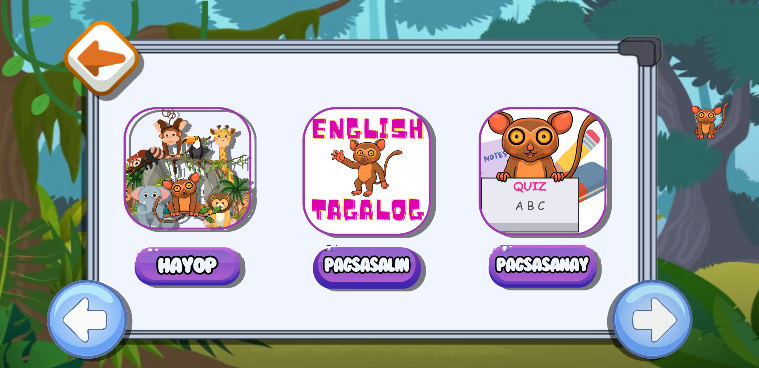 ENGLISH
TAGALOG
NOTES
QUIZ
A B C
HAYOP
PAGSASALIN
PAGSASANAY